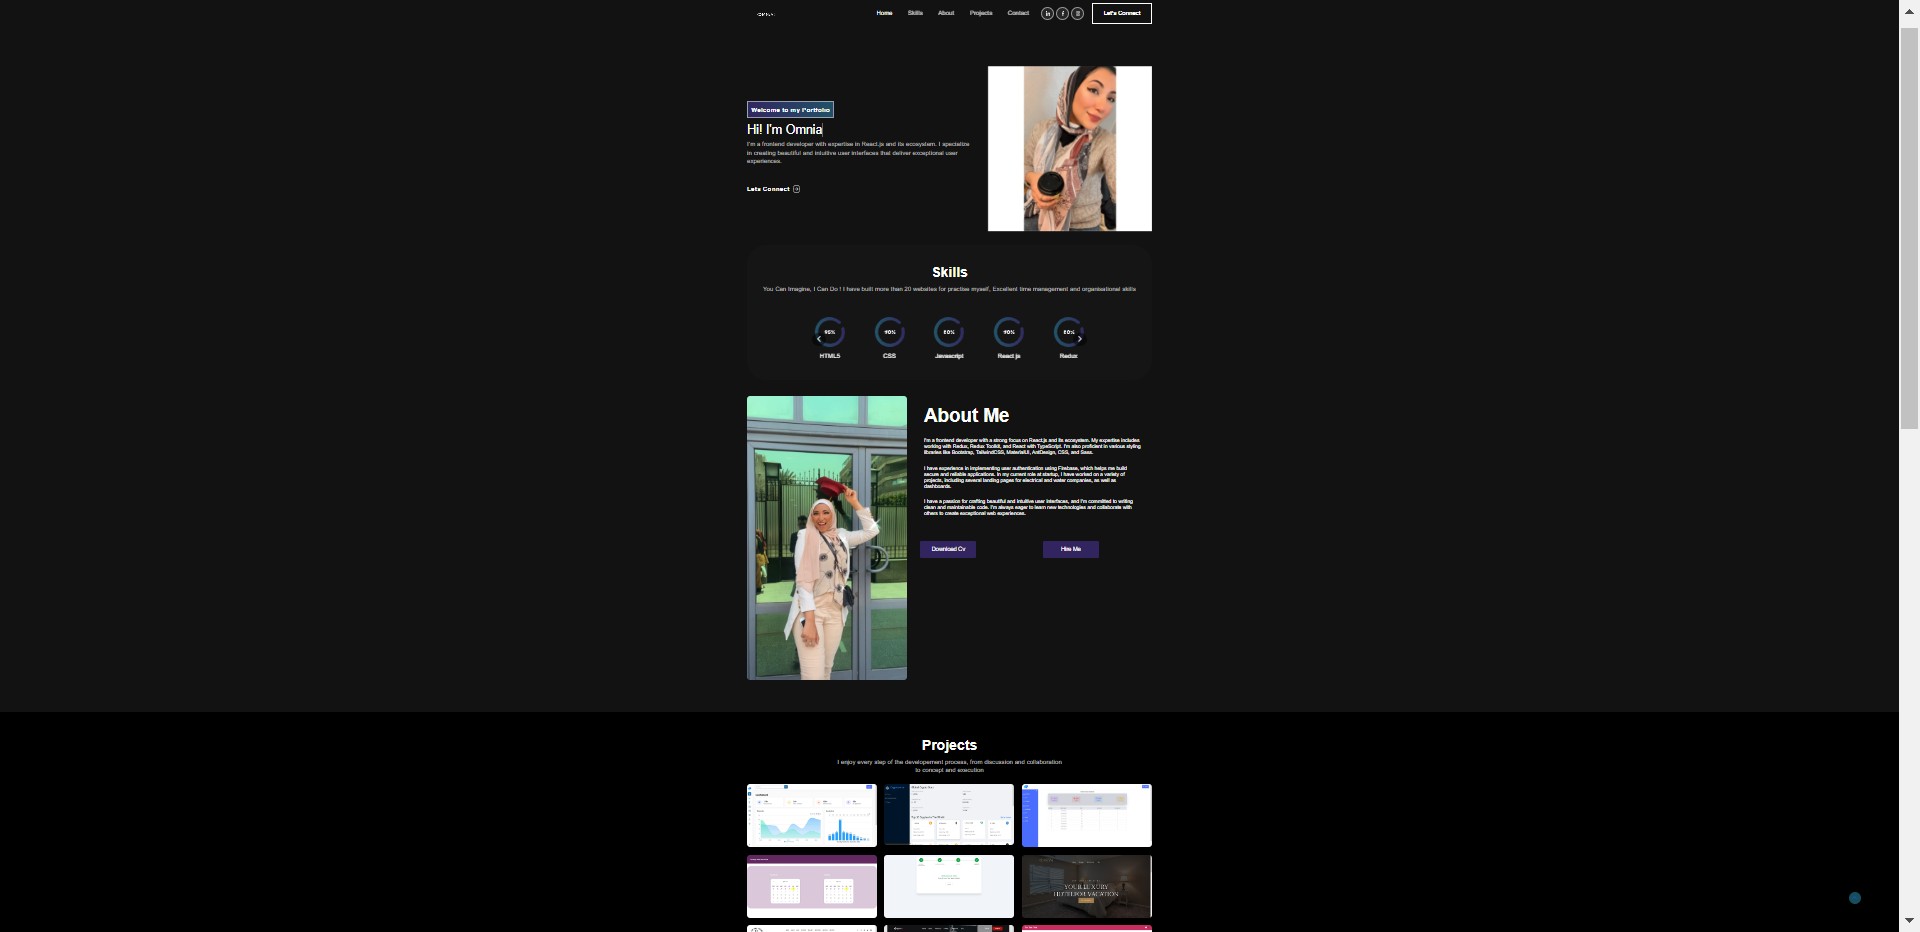 Home Skills About Projects Contact Let's Connect
Welcome to my Portfolio
Hi! I'm Omnia
I'm a frontend developer with expertise in React.js and its ecosystem. I specialize
in creating beautiful and intuitive user interfaces that deliver exceptional user
experiences.
Lets Connect
Skills
You Can Imagine, I Can Do ! I have built more than 20 websites for practise myself, Excellent time management and organisational skills
95% 90% 80% 90% 80%
HTML5 CSS Javascript React js Redux
About Me
I'm a frontend developer with a strong focus on React.js and its ecosystem. My expertise includes
working with Redux, Redux Toolkit, and React with TypeScript. I'm also proficient in various styling
libraries like Bootstrap, TailwindCSS, MaterialUI, AntDesign, CSS, and Sass.
I have experience in implementing user authentication using Firebase, which helps me build
secure and reliable applications. In my current role at startup, I have worked on a variety of
projects, including several landing pages for electrical and water companies, as well as
dashboards.
I have a passion for crafting beautiful and intuitive user interfaces, and I'm committed to writing
clean and maintainable code. I'm always eager to learn new technologies and collaborate with
others to create exceptional web experiences.
Download Cv Hire Me
Projects
I enjoy every step of the developement process, from discussion and collaboration
to concept and execution
YOUR LUXURY